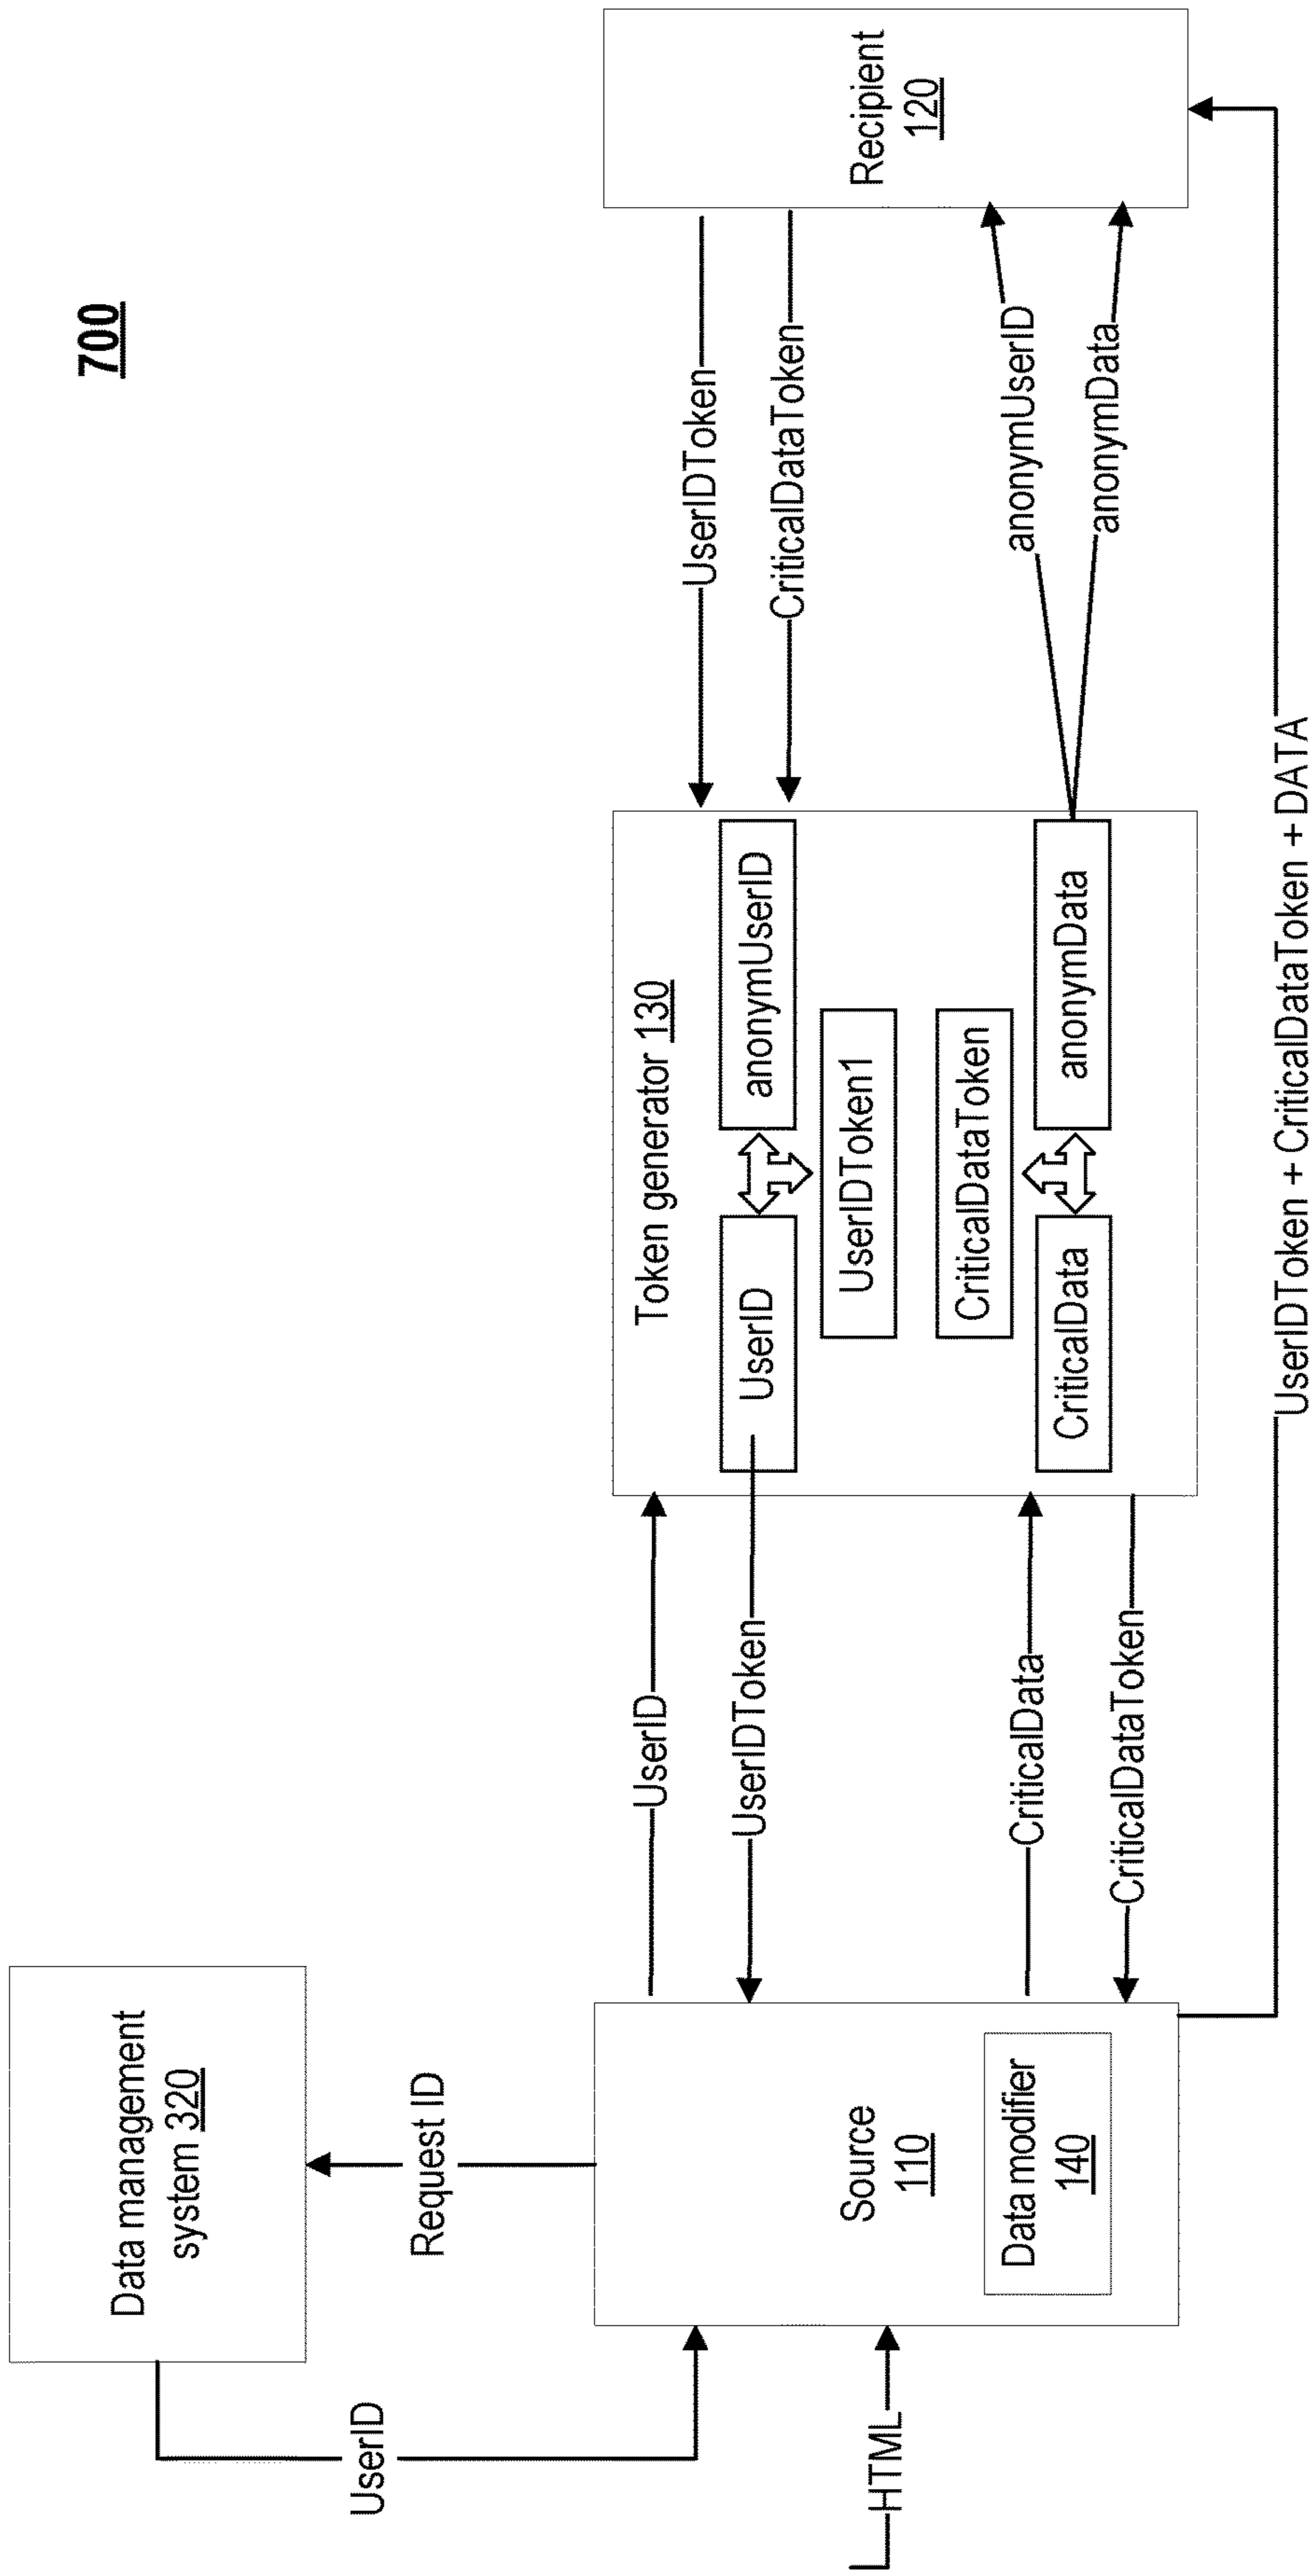 700
Data management
system 320
UserID
Request ID
HTML
Source
110
Data modifier
140
UserID
UserIDToken
CriticalData
CriticalDataToken
Token generator 130
UserID
anonymUserID
UserIDToken1
CriticalDataToken
CriticalData
anonymData
UserIDToken
CriticalDataToken
anonymUserID
anonymData
Recipient
120
UserIDToken + CriticalDataToken + DATA